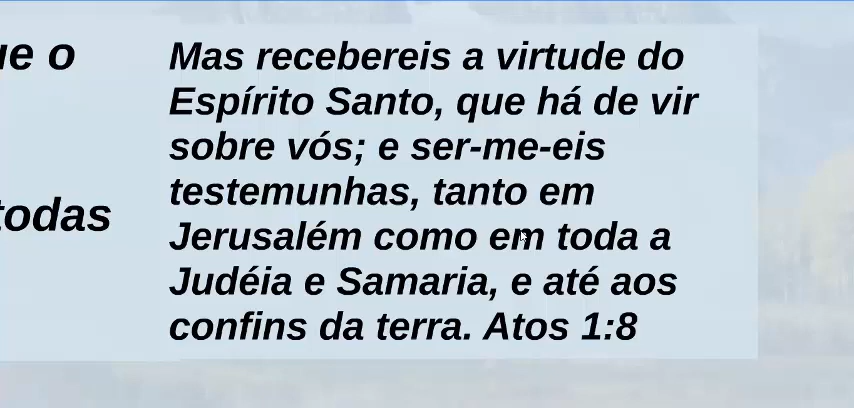 o
todas
Mas recebereis a virtude do
Espírito Santo, que há de vir
sobre vós; e ser-me-eis
testemunhas, tanto em
Jerusalém como em toda a
Judéia e Samaria, e até aos
confins da terra. Atos 1:8